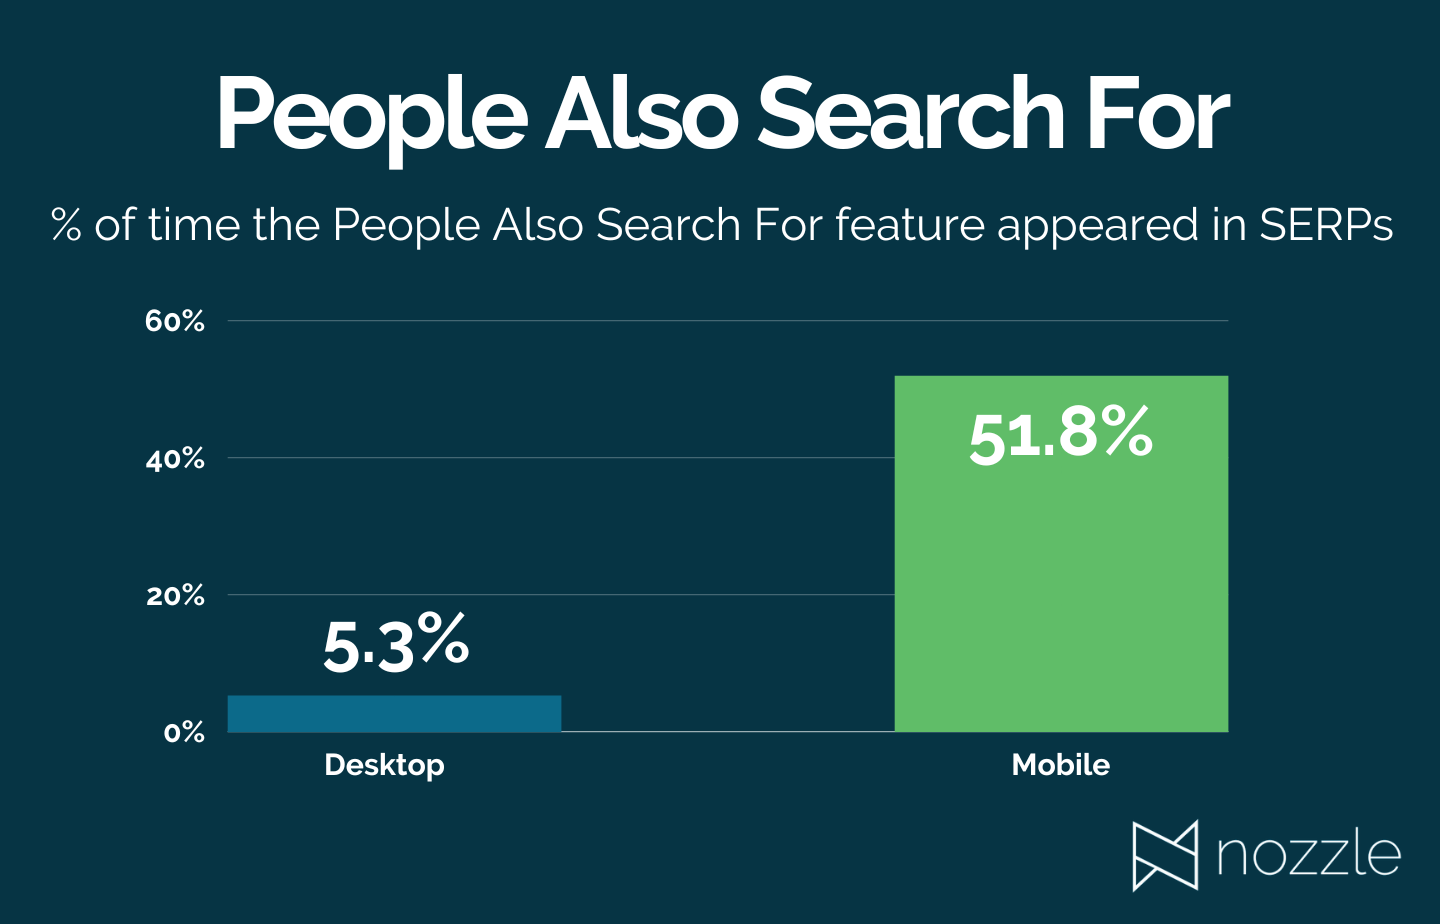 People Also Search For
% of time the People Also Search For feature appeared in SERPs
60%
51.8%
40%
20%
5.3%
0%
Desktop
Mobile
nozzle